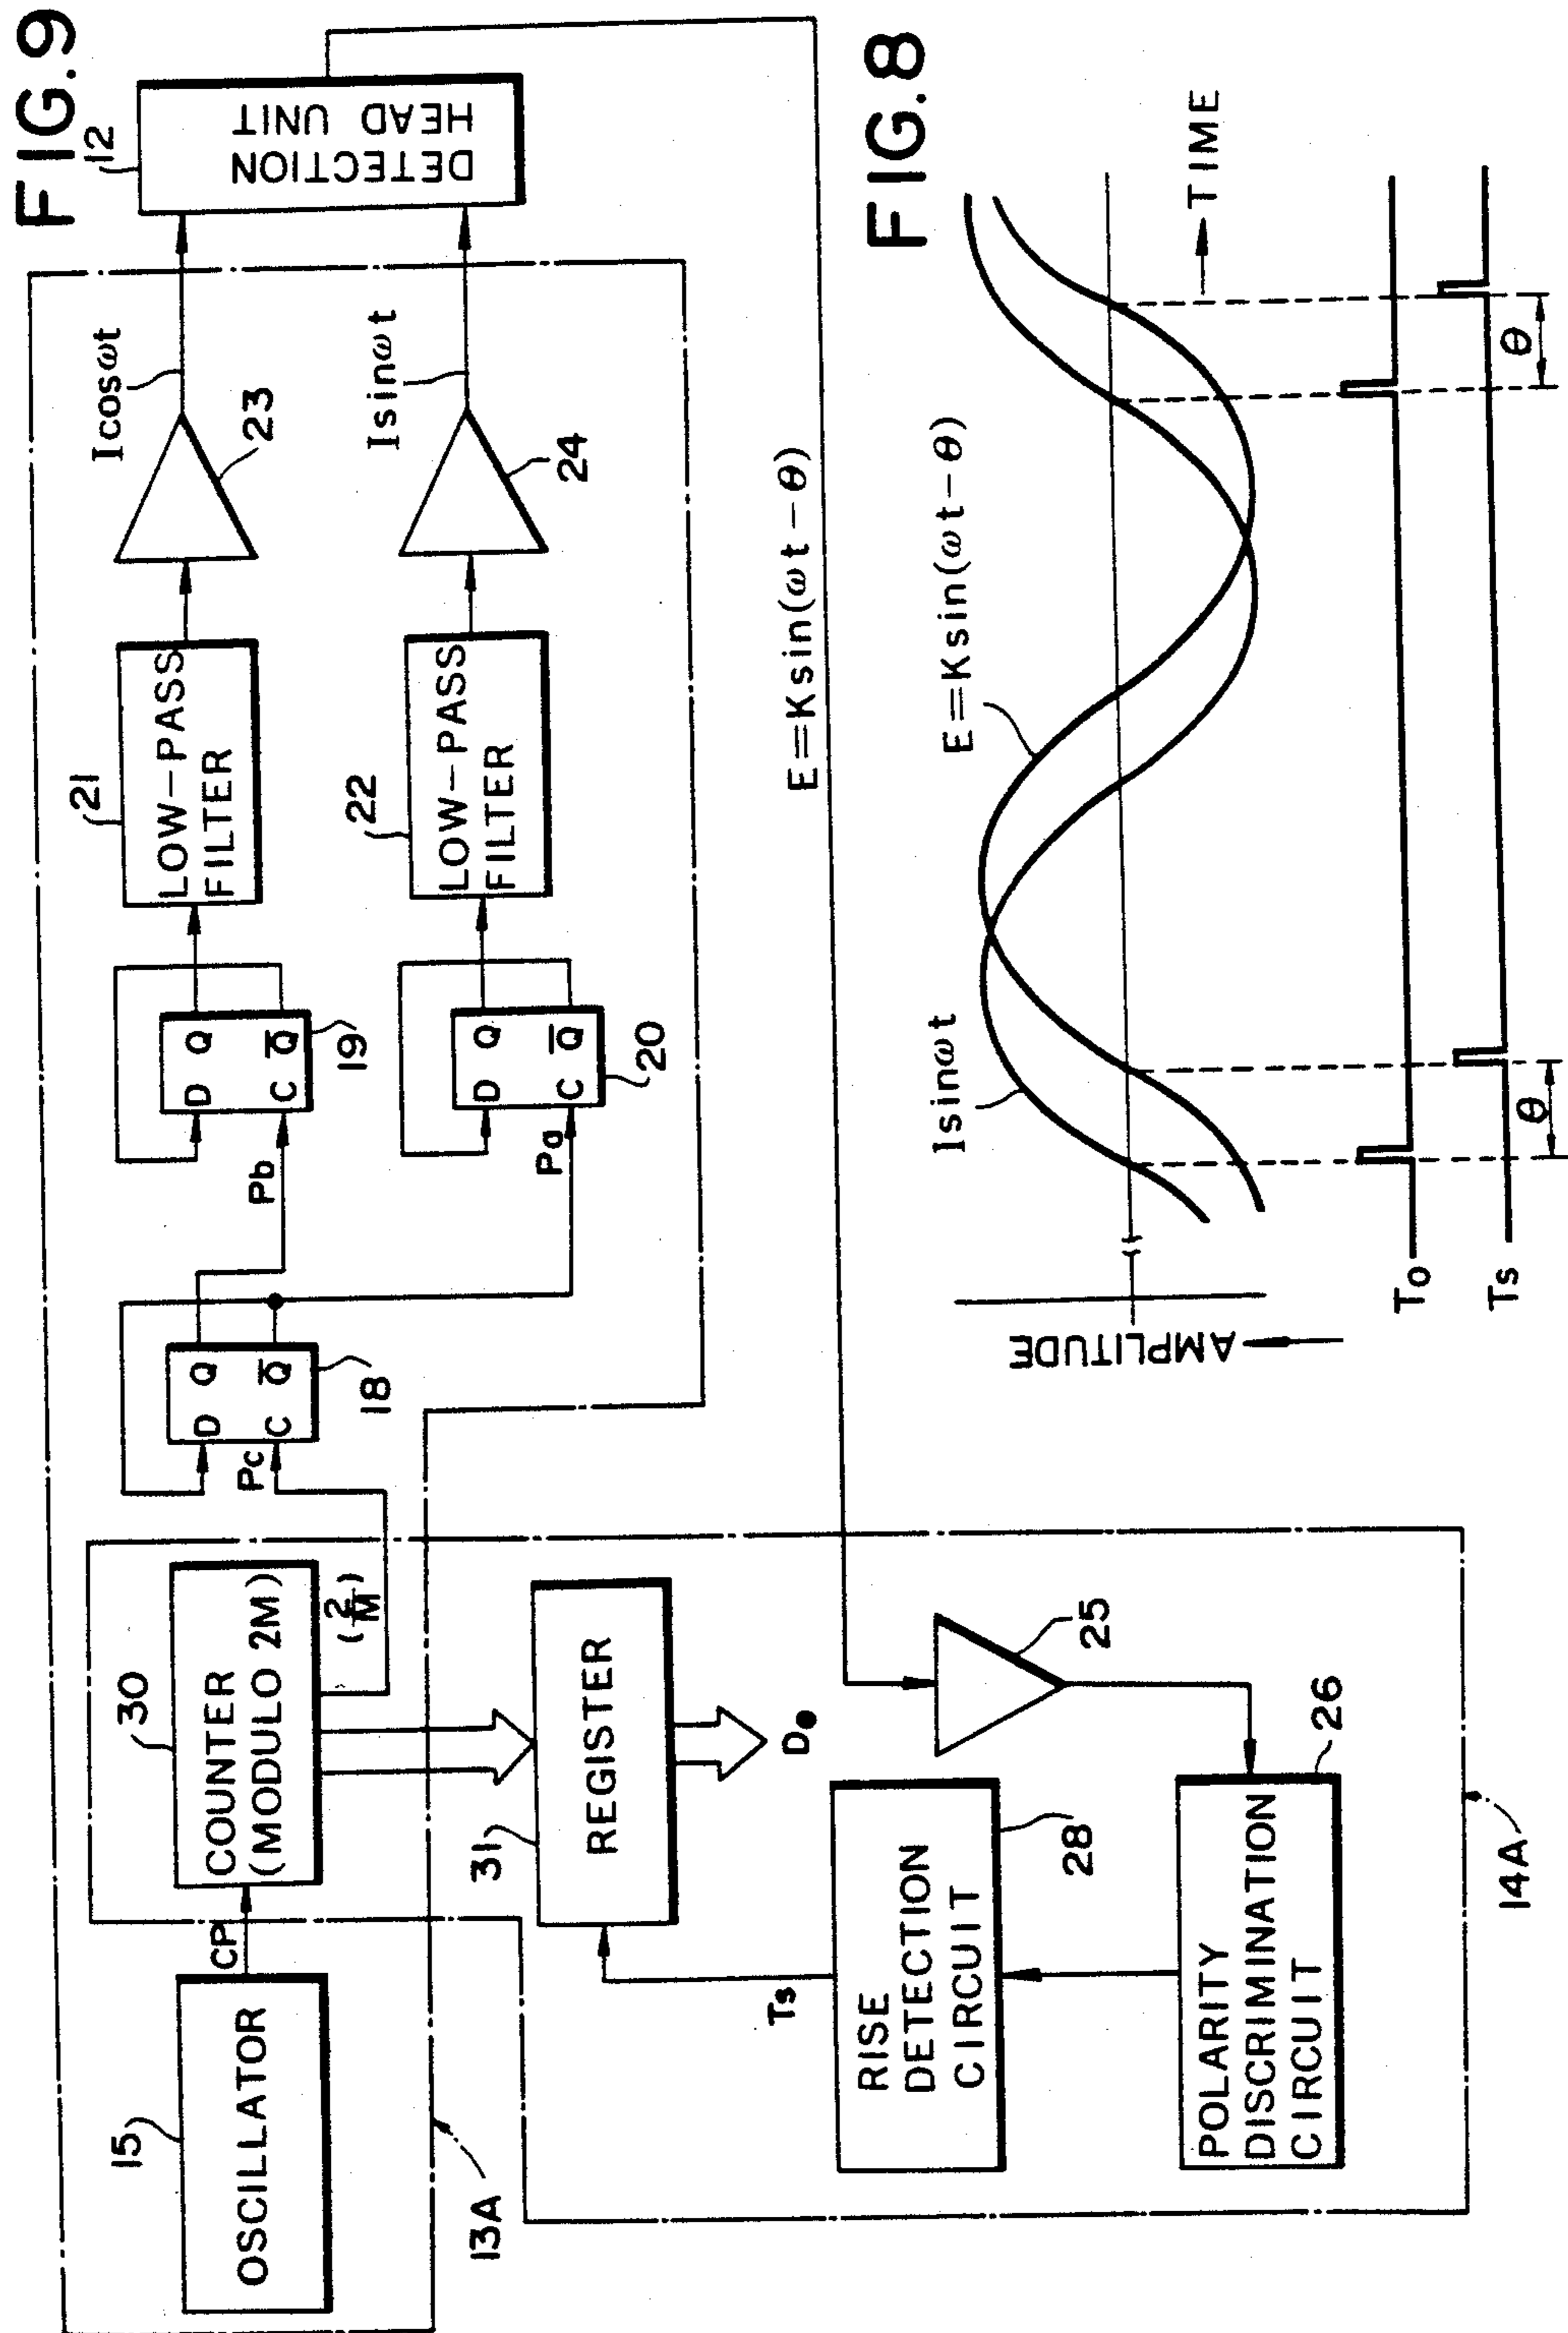 FIG.9
15
OSCILLATOR
CP
30
COUNTER
(MODULO 2M)
(2/M)
Pc
D Q
C Q̅
18
Pb
D Q
C Q̅
19
Pa
D Q
C Q̅
20
21
LOW-PASS
FILTER
22
LOW-PASS
FILTER
23
24
Icosωt
Isinωt
12
DETECTION
HEAD UNIT
13A
31
REGISTER
Ts
RISE
DETECTION
CIRCUIT
28
POLARITY
DISCRIMINATION
CIRCUIT
26
25
14A
E=Ksin(ωt-θ)
FIG.8
AMPLITUDE
Isinωt
E=Ksin(ωt-θ)
TIME
To
Ts
θ
θ